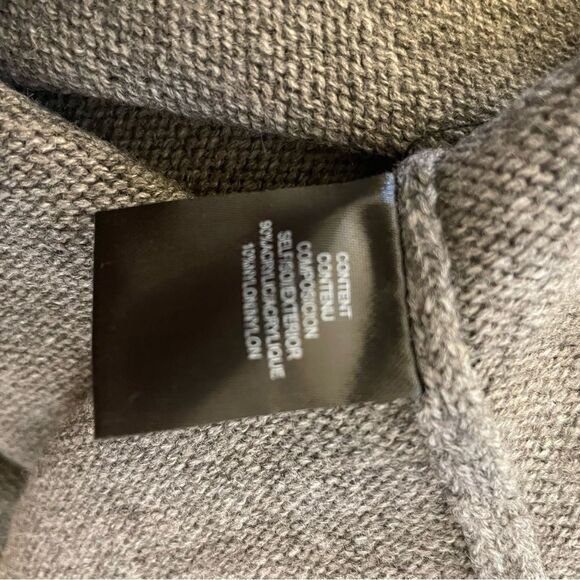 CONTENT
CONTENU
COMPOSICION
SELF/SOI/EXTERIOR
90%ACRYLIC/ACRYLIQUE
10%NYLON/NYLON